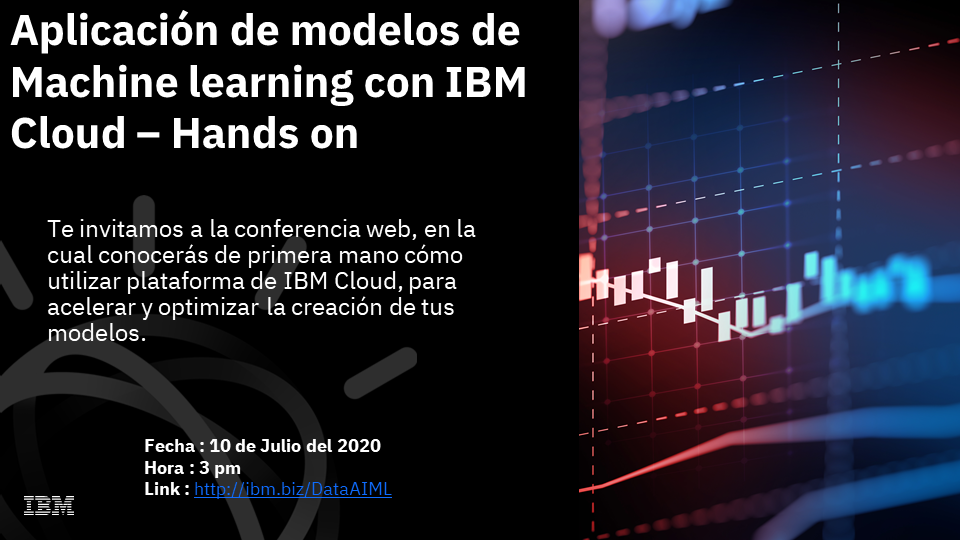 Aplicación de modelos de
Machine learning con IBM
Cloud – Hands on
Te invitamos a la conferencia web, en la
cual conocerás de primera mano cómo
utilizar plataforma de IBM Cloud, para
acelerar y optimizar la creación de tus
modelos.
Fecha : 10 de Julio del 2020
Hora : 3 pm
Link : http://ibm.biz/DataAIML
IBM